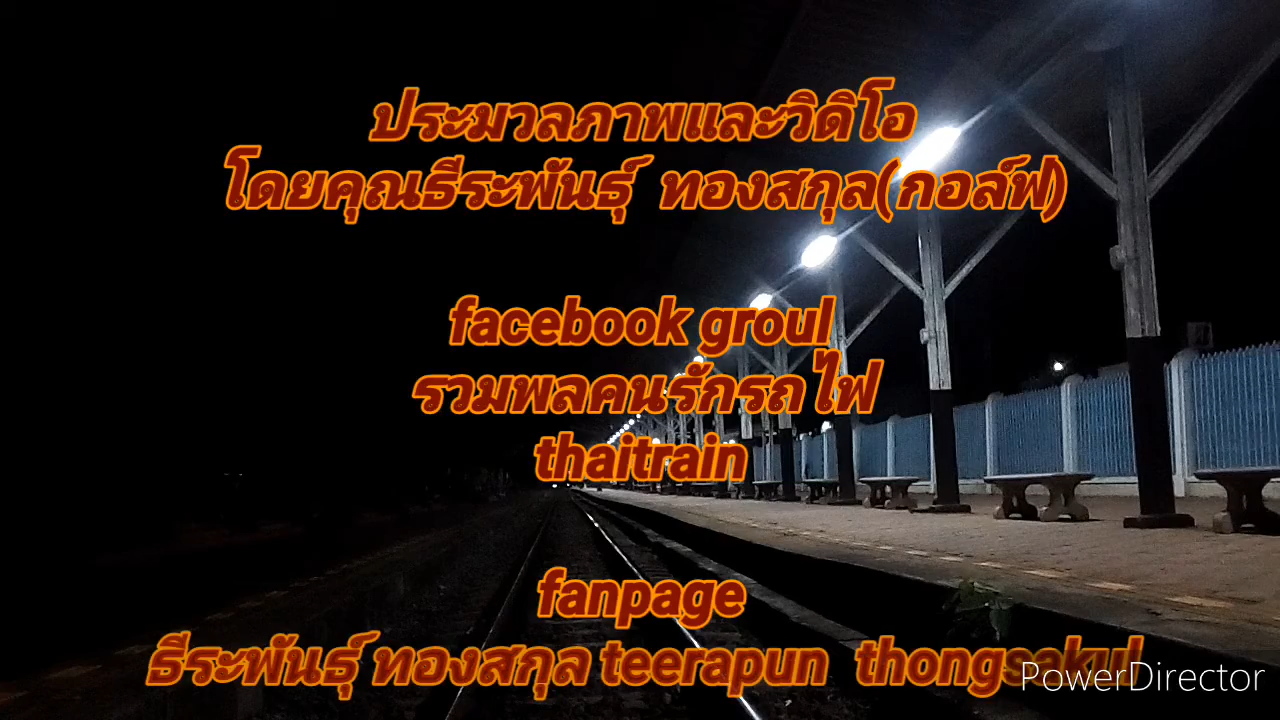 ประมวลภาพและวิดิโอ
โดยคุณธีระพันธุ์ ทองสกุล(กอล์ฟ)
facebook groul
รวมพลคนรักรถไฟ
thaitrain
fanpage
ธีระพันธุ์ ทองสกุล teerapun thongsakul
PowerDirector